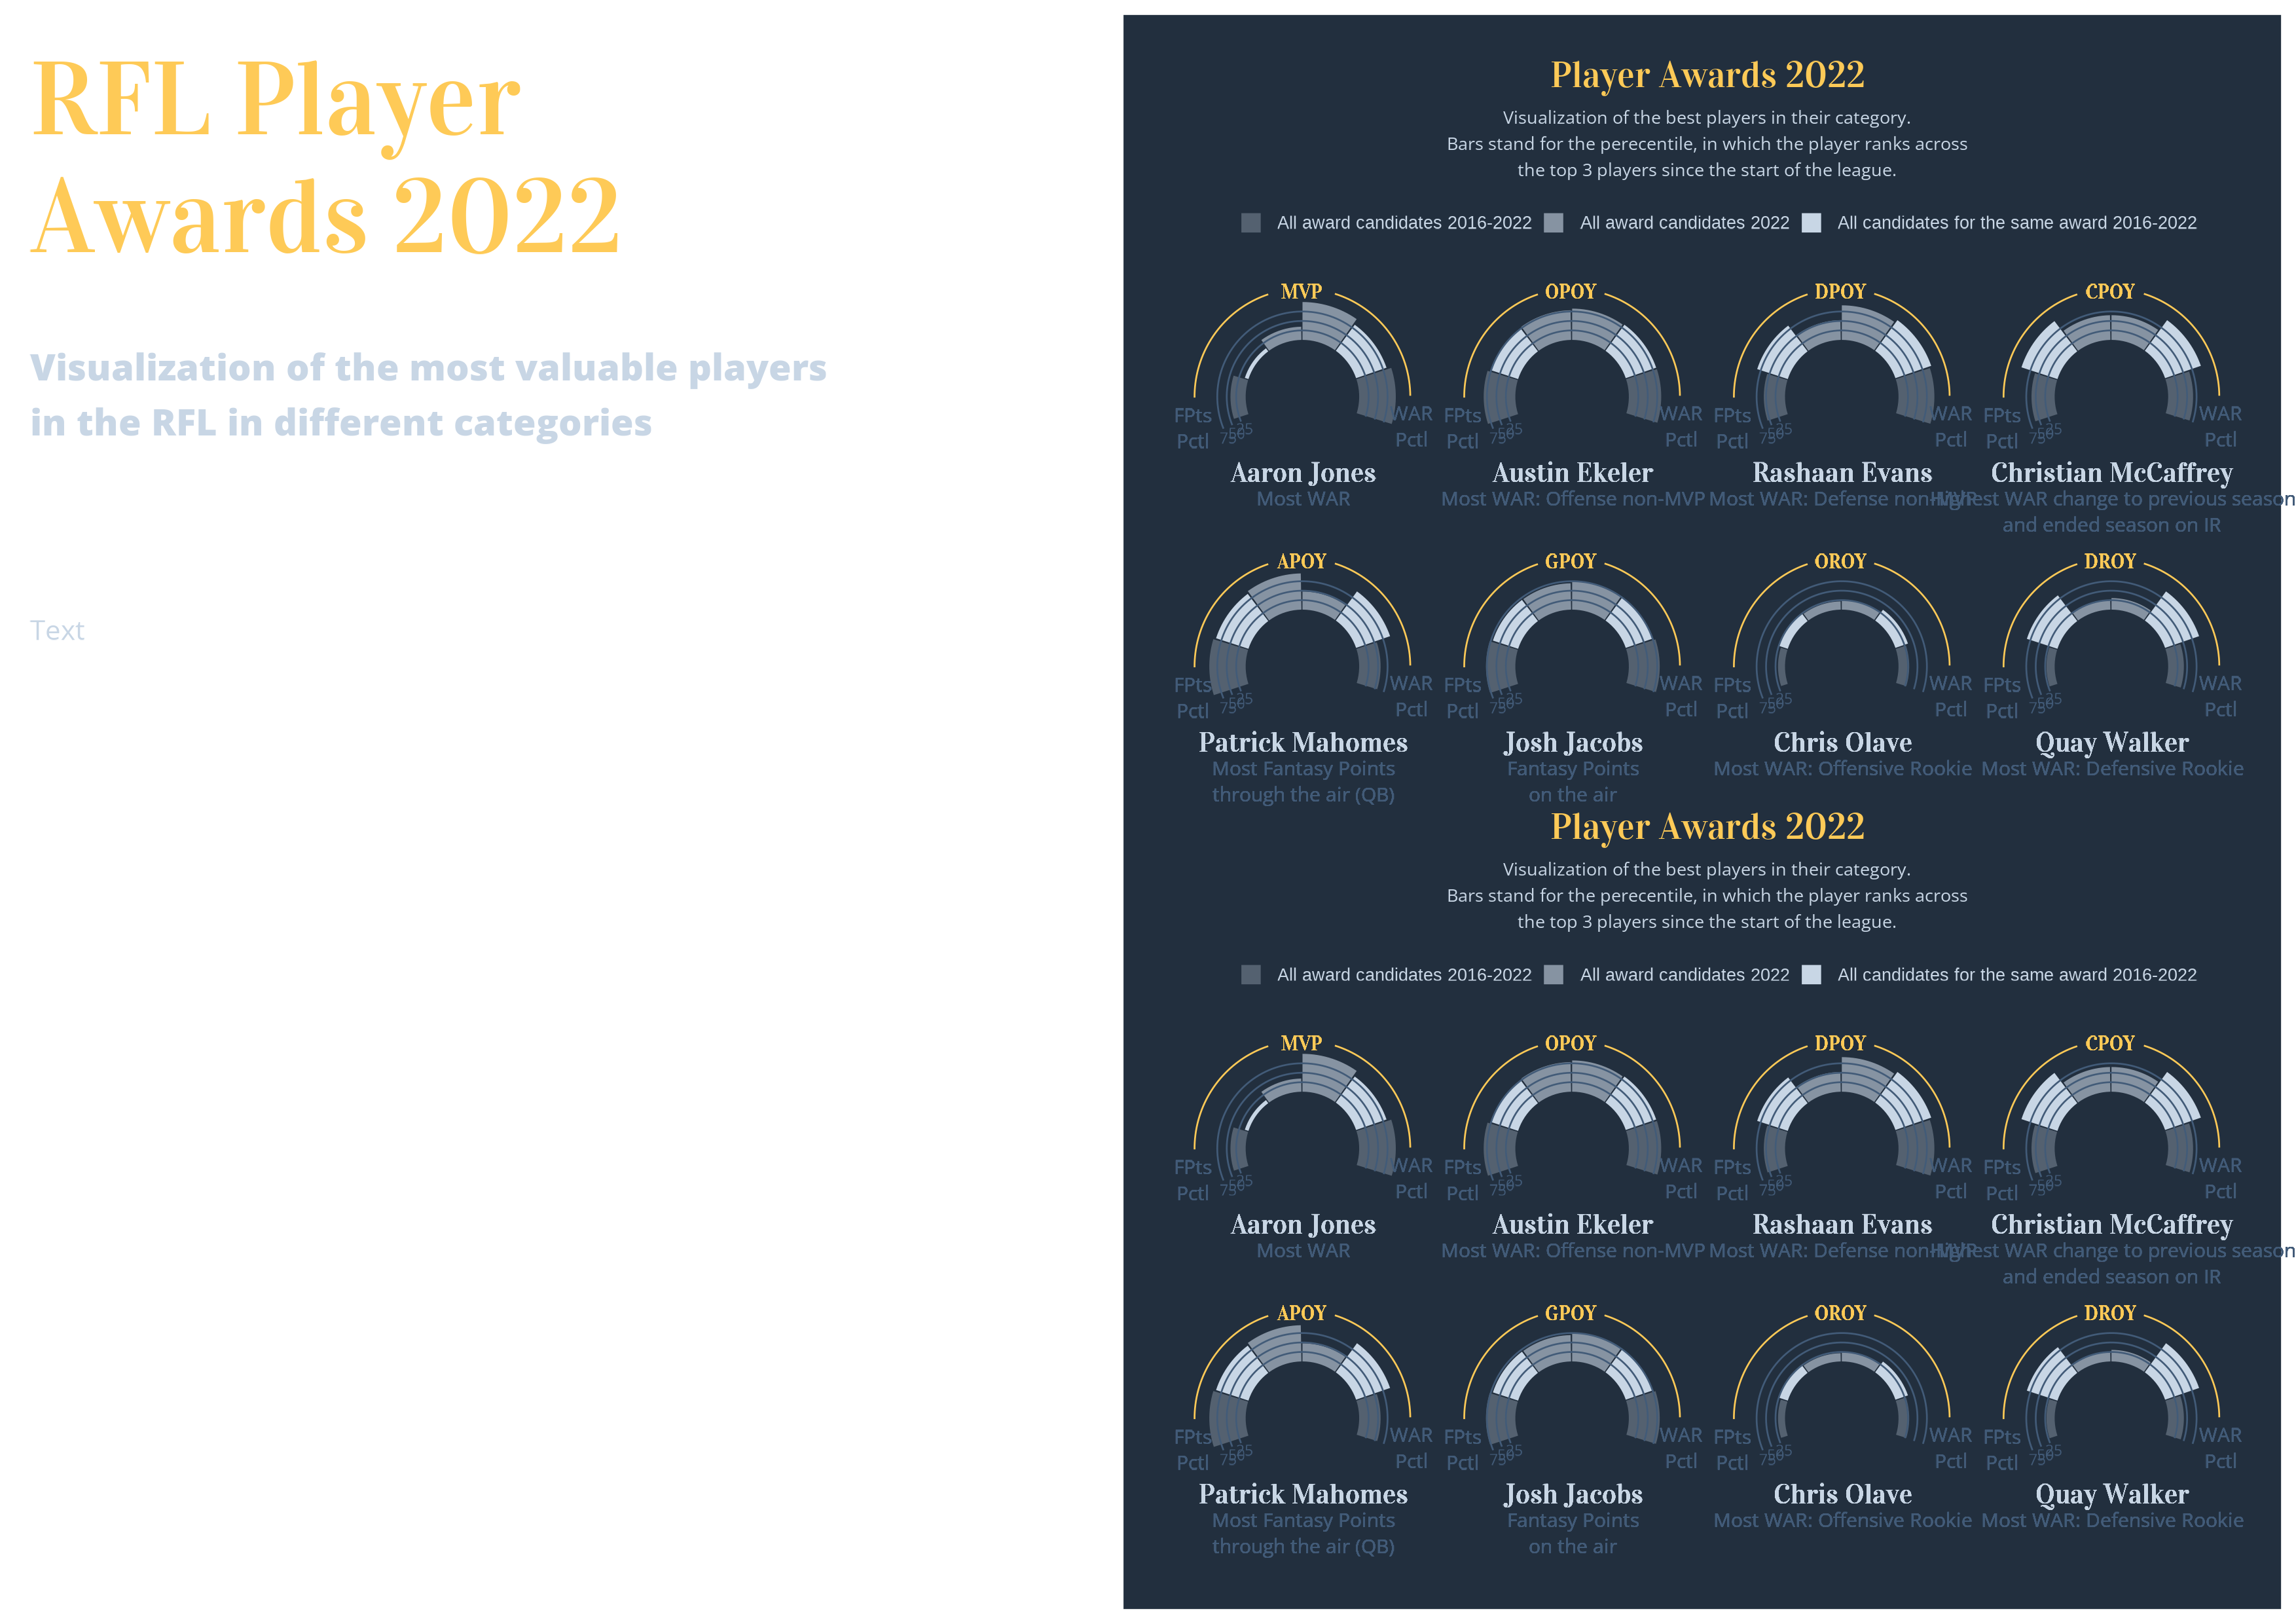 RFL Player
Awards 2022
Visualization of the most valuable players
in the RFL in different categories
Text
Player Awards 2022
Visualization of the best players in their category.
Bars stand for the perecentile, in which the player ranks across
the top 3 players since the start of the league.
All award candidates 2016-2022 All award candidates 2022 All candidates for the same award 2016-2022
MVP OPOY DPOY CPOY
FPts WAR FPts WAR FPts WAR FPts WAR
Pctl 75 50 25 Pctl Pctl 75 50 25 Pctl Pctl 75 50 25 Pctl Pctl 75 50 25 Pctl
Aaron Jones Austin Ekeler Rashaan Evans Christian McCaffrey
Most WAR Most WAR: Offense non-MVP Most WAR: Defense non-MVP Highest WAR change to previous season
and ended season on IR
APOY GPOY OROY DROY
FPts WAR FPts WAR FPts WAR FPts WAR
Pctl 75 50 25 Pctl Pctl 75 50 25 Pctl Pctl 75 50 25 Pctl Pctl 75 50 25 Pctl
Patrick Mahomes Josh Jacobs Chris Olave Quay Walker
Most Fantasy Points Fantasy Points Most WAR: Offensive Rookie Most WAR: Defensive Rookie
through the air (QB) on the air
Player Awards 2022
Visualization of the best players in their category.
Bars stand for the perecentile, in which the player ranks across
the top 3 players since the start of the league.
All award candidates 2016-2022 All award candidates 2022 All candidates for the same award 2016-2022
MVP OPOY DPOY CPOY
FPts WAR FPts WAR FPts WAR FPts WAR
Pctl 75 50 25 Pctl Pctl 75 50 25 Pctl Pctl 75 50 25 Pctl Pctl 75 50 25 Pctl
Aaron Jones Austin Ekeler Rashaan Evans Christian McCaffrey
Most WAR Most WAR: Offense non-MVP Most WAR: Defense non-MVP Highest WAR change to previous season
and ended season on IR
APOY GPOY OROY DROY
FPts WAR FPts WAR FPts WAR FPts WAR
Pctl 75 50 25 Pctl Pctl 75 50 25 Pctl Pctl 75 50 25 Pctl Pctl 75 50 25 Pctl
Patrick Mahomes Josh Jacobs Chris Olave Quay Walker
Most Fantasy Points Fantasy Points Most WAR: Offensive Rookie Most WAR: Defensive Rookie
through the air (QB) on the air